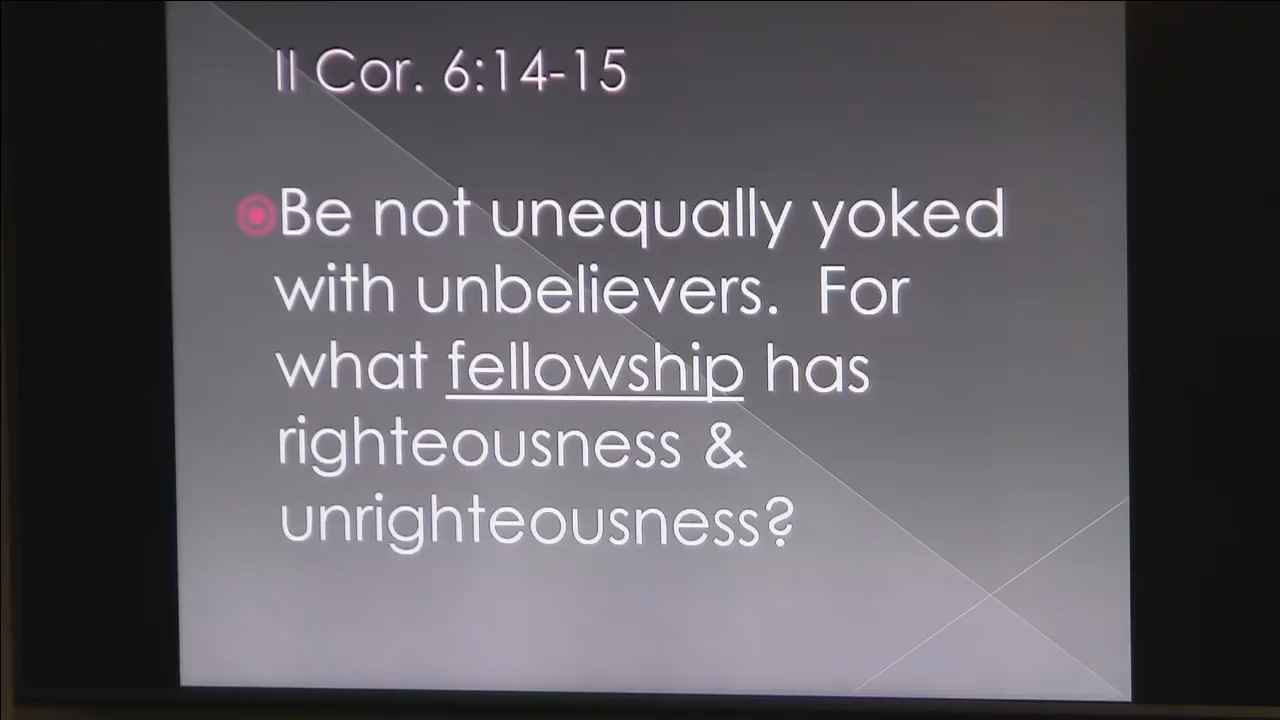 II Cor. 6:14-15
Be not unequally yoked
with unbelievers.  For
what fellowship has
righteousness &
unrighteousness?